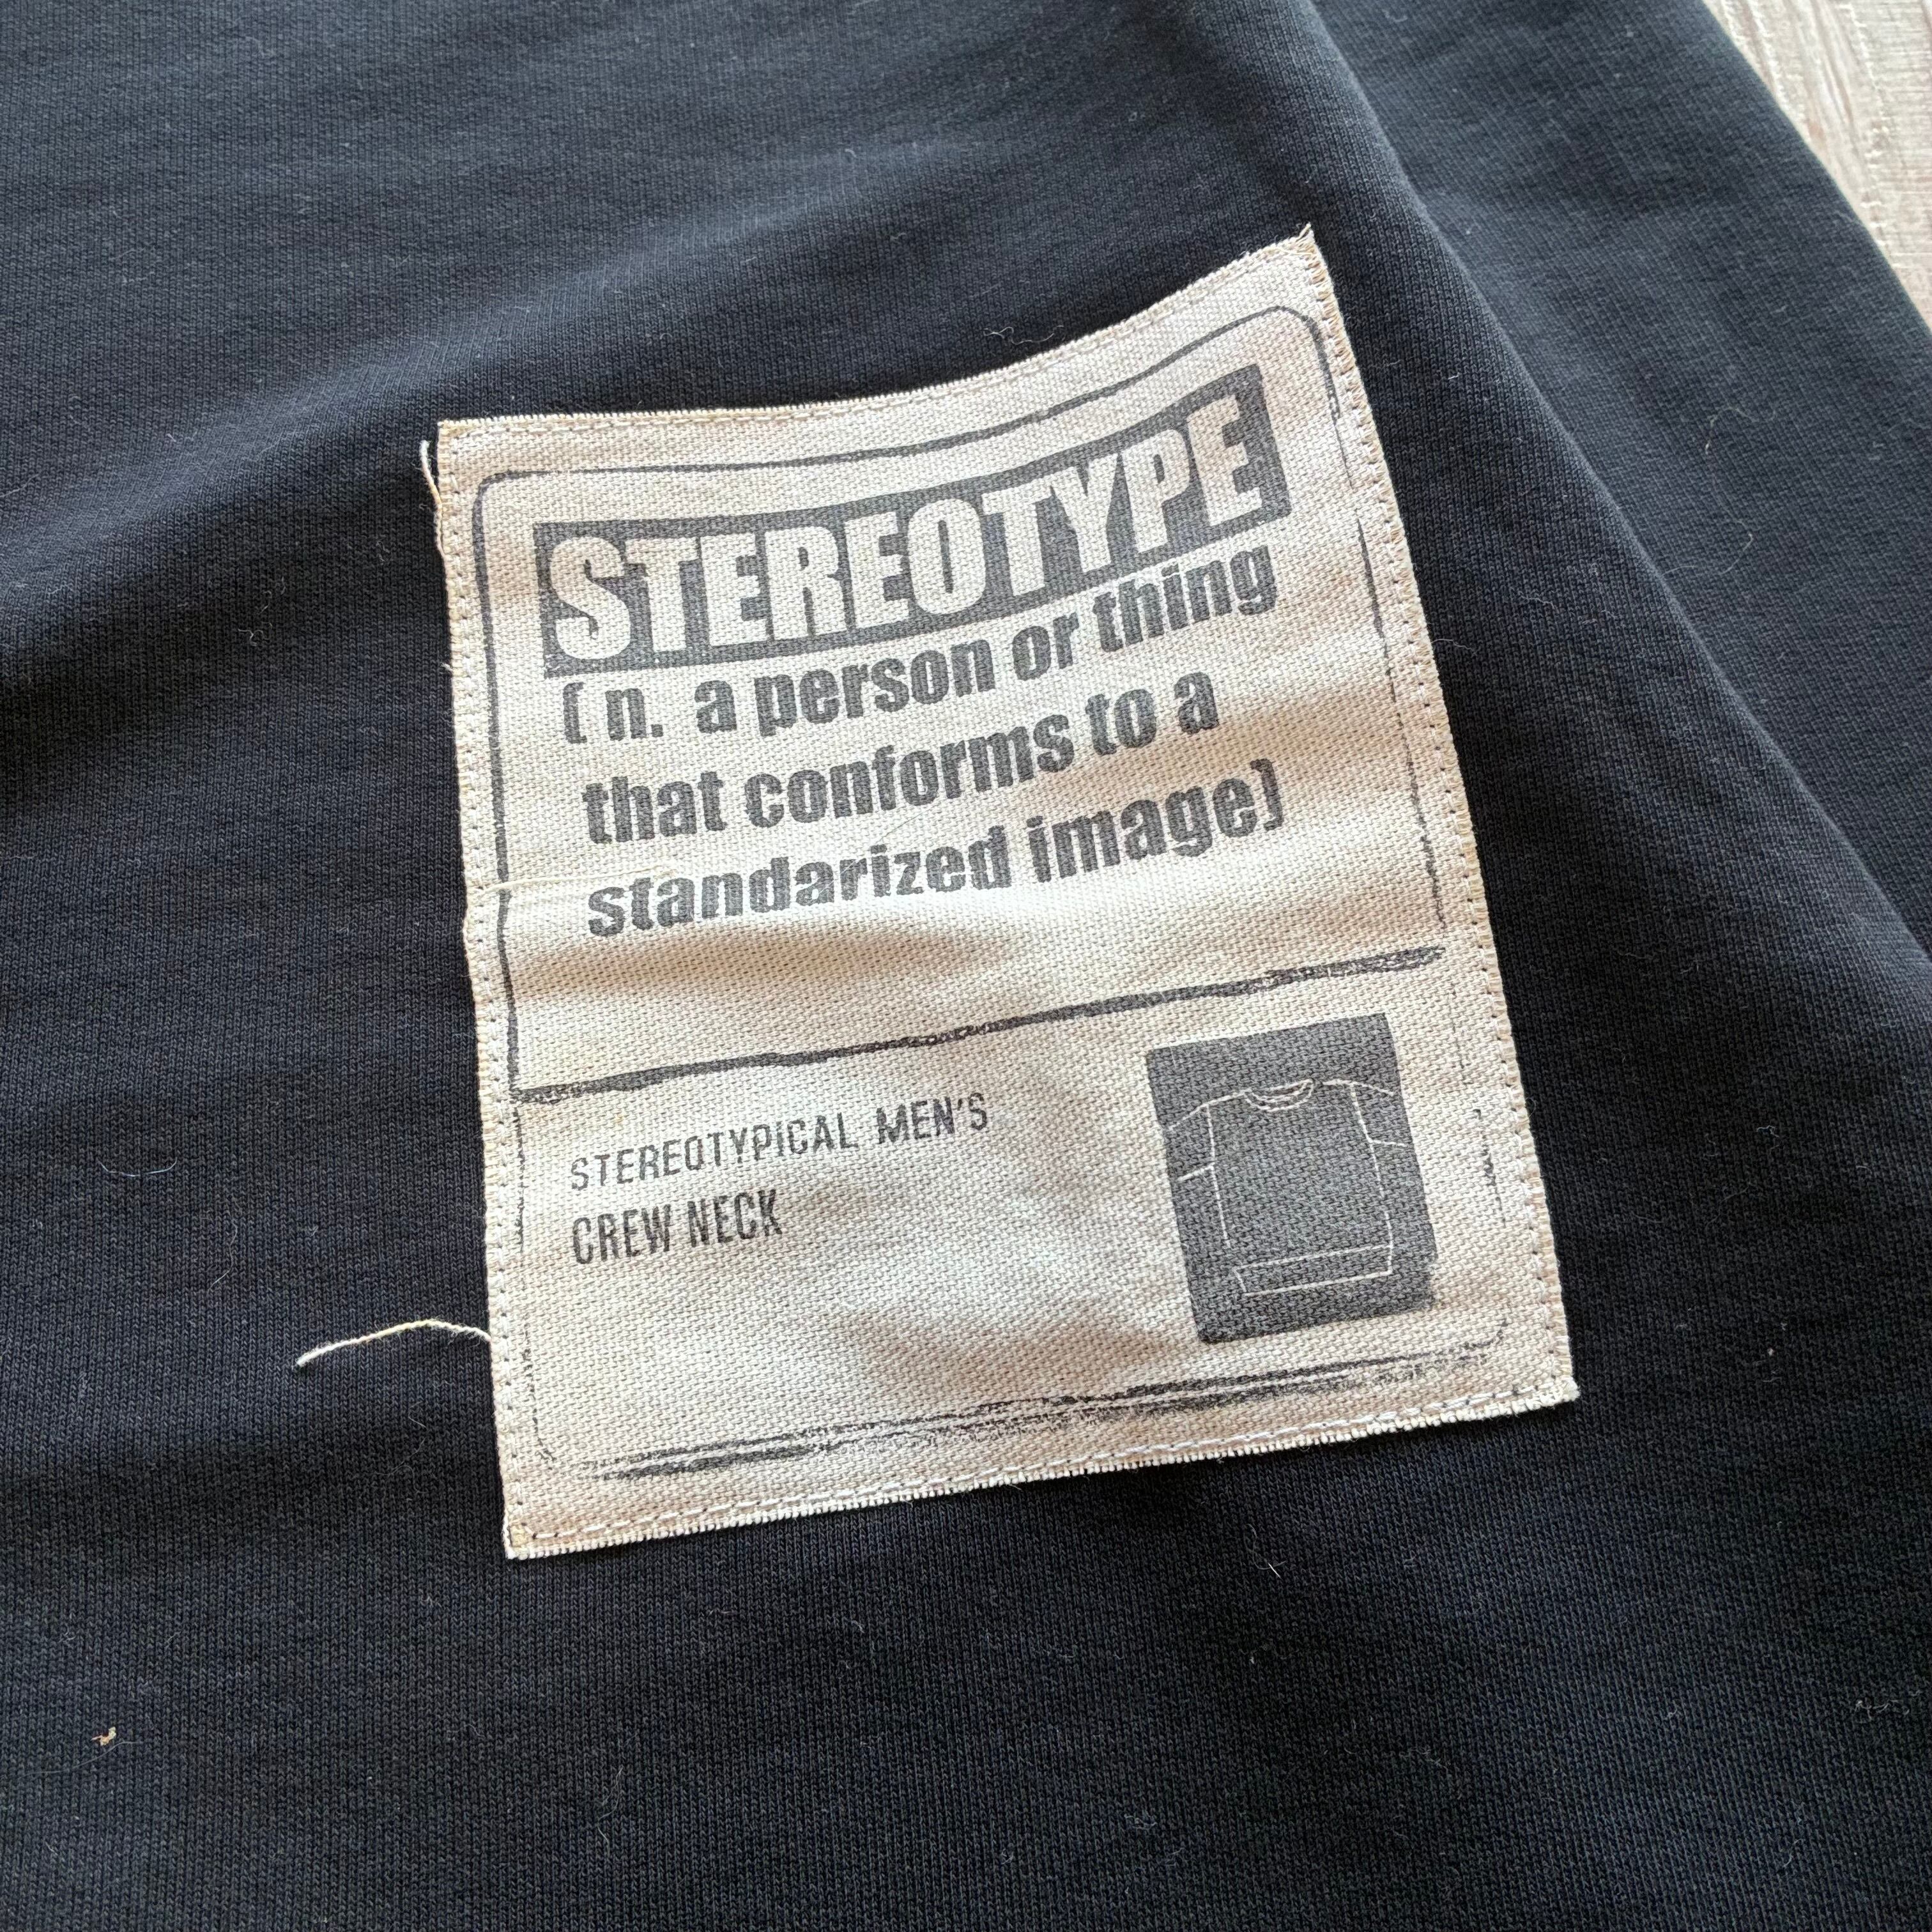 STEREOTYPE
( n. a person or thing
that conforms to a
standarized image)
STEREOTYPICAL MEN'S
CREW NECK